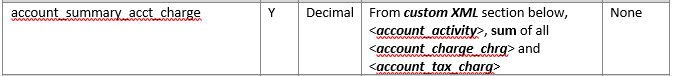 account_summary_acct_charge Y Decimal From custom XML section below, None
<account_activity>, sum of all
<account_charge_chrg> and
<account_tax_charg>